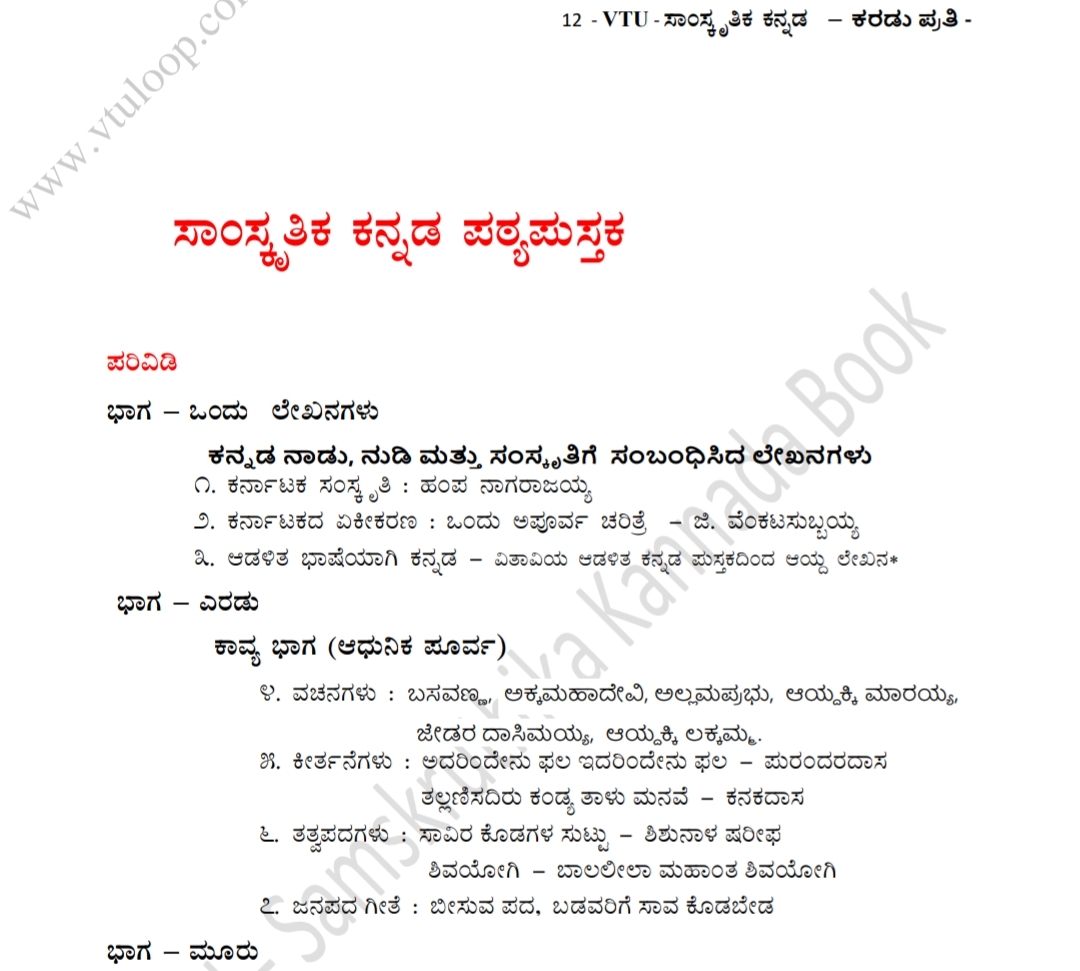 12 - VTU - ಸಾಂಸ್ಕೃತಿಕ ಕನ್ನಡ – ಕರಡು ಪ್ರತಿ -
www.vtuloop.co
ಸಾಂಸ್ಕೃತಿಕ ಕನ್ನಡ ಪಠ್ಯಪುಸ್ತಕ
ಪರಿವಿಡಿ
ಭಾಗ – ಒಂದು ಲೇಖನಗಳು
ಕನ್ನಡ ನಾಡು, ನುಡಿ ಮತ್ತು ಸಂಸ್ಕೃತಿಗೆ ಸಂಬಂಧಿಸಿದ ಲೇಖನಗಳು
೧. ಕರ್ನಾಟಕ ಸಂಸ್ಕೃತಿ : ಹಂಪ ನಾಗರಾಜಯ್ಯ
೨. ಕರ್ನಾಟಕದ ಏಕೀಕರಣ : ಒಂದು ಅಪೂರ್ವ ಚರಿತ್ರೆ – ಜಿ. ವೆಂಕಟಸುಬ್ಬಯ್ಯ
೩. ಆಡಳಿತ ಭಾಷೆಯಾಗಿ ಕನ್ನಡ – ವಿತಾವಿಯ ಆಡಳಿತ ಕನ್ನಡ ಪುಸ್ತಕದಿಂದ ಆಯ್ದ ಲೇಖನ*
ಭಾಗ – ಎರಡು
ಕಾವ್ಯ ಭಾಗ (ಆಧುನಿಕ ಪೂರ್ವ)
೪. ವಚನಗಳು : ಬಸವಣ್ಣ, ಅಕ್ಕಮಹಾದೇವಿ, ಅಲ್ಲಮಪ್ರಭು, ಆಯ್ದಕ್ಕಿ ಮಾರಯ್ಯ,
ಜೇಡರ ದಾಸಿಮಯ್ಯ, ಆಯ್ದಕ್ಕಿ ಲಕ್ಕಮ್ಮ.
೫. ಕೀರ್ತನೆಗಳು : ಅದರಿಂದೇನು ಫಲ ಇದರಿಂದೇನು ಫಲ – ಪುರಂದರದಾಸ
ತಲ್ಲಣಿಸದಿರು ಕಂಡ್ಯ ತಾಳು ಮನವೆ – ಕನಕದಾಸ
೬. ತತ್ವಪದಗಳು : ಸಾವಿರ ಕೊಡಗಳ ಸುಟ್ಟು – ಶಿಶುನಾಳ ಷರೀಫ
ಶಿವಯೋಗಿ – ಬಾಲಲೀಲಾ ಮಹಾಂತ ಶಿವಯೋಗಿ
೭. ಜನಪದ ಗೀತೆ : ಬೀಸುವ ಪದ, ಬಡವರಿಗೆ ಸಾವ ಕೊಡಬೇಡ
ಭಾಗ – ಮೂರು
- Samskrutika Kannada Book